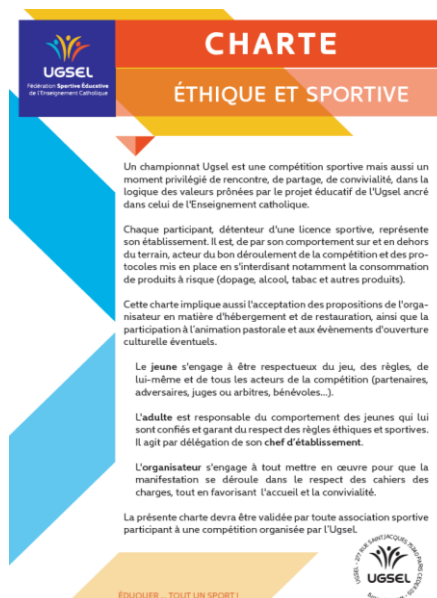 UGSEL
Fédération Sportive Éducative
de l'Enseignement Catholique
CHARTE
ÉTHIQUE ET SPORTIVE
Un championnat Ugsel est une compétition sportive mais aussi un
moment privilégié de rencontre, de partage, de convivialité, dans la
logique des valeurs prônées par le projet éducatif de l'Ugsel ancré
dans celui de l'Enseignement catholique.
Chaque participant, détenteur d'une licence sportive, représente
son établissement. Il est, de par son comportement sur et en dehors
du terrain, acteur du bon déroulement de la compétition et des pro-
tocoles mis en place en s'interdisant notamment la consommation
de produits à risque (dopage, alcool, tabac et autres produits).
Cette charte implique aussi l'acceptation des propositions de l'orga-
nisateur en matière d'hébergement et de restauration, ainsi que la
participation à l'animation pastorale et aux évènements d'ouverture
culturelle éventuels.
Le jeune s'engage à être respectueux du jeu, des règles, de
lui-même et de tous les acteurs de la compétition (partenaires,
adversaires, juges ou arbitres, bénévoles...).
L'adulte est responsable du comportement des jeunes qui lui
sont confiés et garant du respect des règles éthiques et sportives.
Il agit par délégation de son chef d'établissement.
L'organisateur s'engage à tout mettre en œuvre pour que la
manifestation se déroule dans le respect des cahiers des
charges, tout en favorisant l'accueil et la convivialité.
La présente charte devra être validée par toute association sportive
participant à une compétition organisée par l'Ugsel.
ÉDUQUER ... TOUT UN SPORT !
UGSEL - 277 RUE SAINT JACQUES 75240 PARIS CEDEX 05
UGSEL